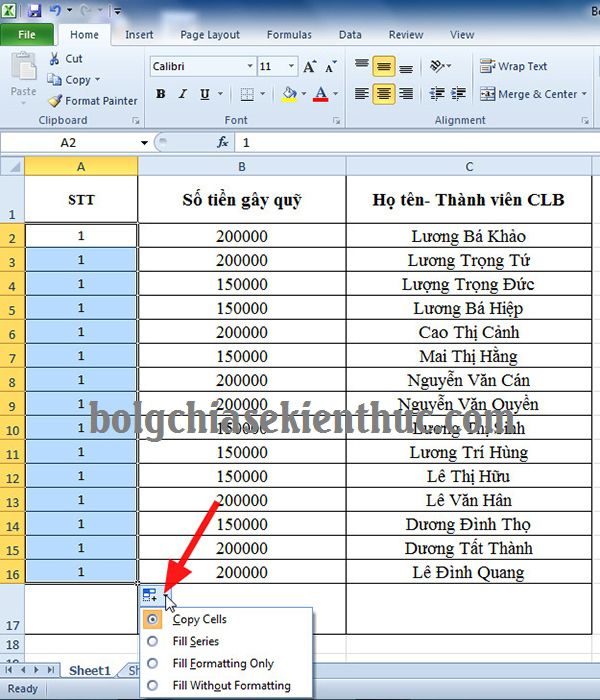 File Home Insert Page Layout Formulas Data Review View
Paste Cut Copy Format Painter Clipboard
Calibri 11 A A B I U A Font
Wrap Text Merge & Center Alignment
A2 fx 1
A B C
1 STT Số tiền gây quỹ Họ tên- Thành viên CLB
2 1 200000 Lương Bá Khảo
3 1 200000 Lương Trọng Tứ
4 1 150000 Lượng Trọng Đức
5 1 150000 Lương Bá Hiệp
6 1 200000 Cao Thị Cảnh
7 1 150000 Mai Thị Hằng
8 1 200000 Nguyễn Văn Cán
9 1 200000 Nguyễn Văn Quyền
bolgchiasekienthuc.com
10 1 150000 Thị Sinh
11 1 150000 Lương Trí Hùng
12 1 150000 Lê Thị Hữu
13 1 200000 Lê Văn Hân
14 1 150000 Dương Đình Thọ
15 1 200000 Dương Tất Thành
16 1 200000 Lê Đình Quang
17
18
Copy Cells
Fill Series
Fill Formatting Only
Fill Without Formatting
Sheet1
Ready